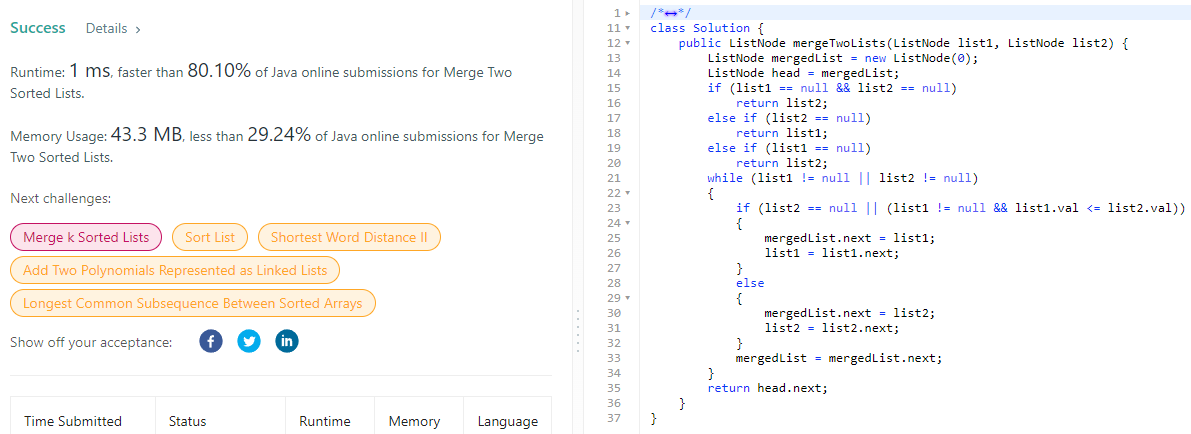 Success Details >
Runtime: 1 ms, faster than 80.10% of Java online submissions for Merge Two
Sorted Lists.
Memory Usage: 43.3 MB, less than 29.24% of Java online submissions for Merge
Two Sorted Lists.
Next challenges:
Merge k Sorted Lists Sort List Shortest Word Distance II
Add Two Polynomials Represented as Linked Lists
Longest Common Subsequence Between Sorted Arrays
Show off your acceptance:
Time Submitted Status Runtime Memory Language
1 /*↔*/
11 class Solution {
12     public ListNode mergeTwoLists(ListNode list1, ListNode list2) {
13         ListNode mergedList = new ListNode(0);
14         ListNode head = mergedList;
15         if (list1 == null && list2 == null)
16             return list2;
17         else if (list2 == null)
18             return list1;
19         else if (list1 == null)
20             return list2;
21         while (list1 != null || list2 != null)
22         {
23             if (list2 == null || (list1 != null && list1.val <= list2.val))
24             {
25                 mergedList.next = list1;
26                 list1 = list1.next;
27             }
28             else
29             {
30                 mergedList.next = list2;
31                 list2 = list2.next;
32             }
33             mergedList = mergedList.next;
34         }
35         return head.next;
36     }
37 }